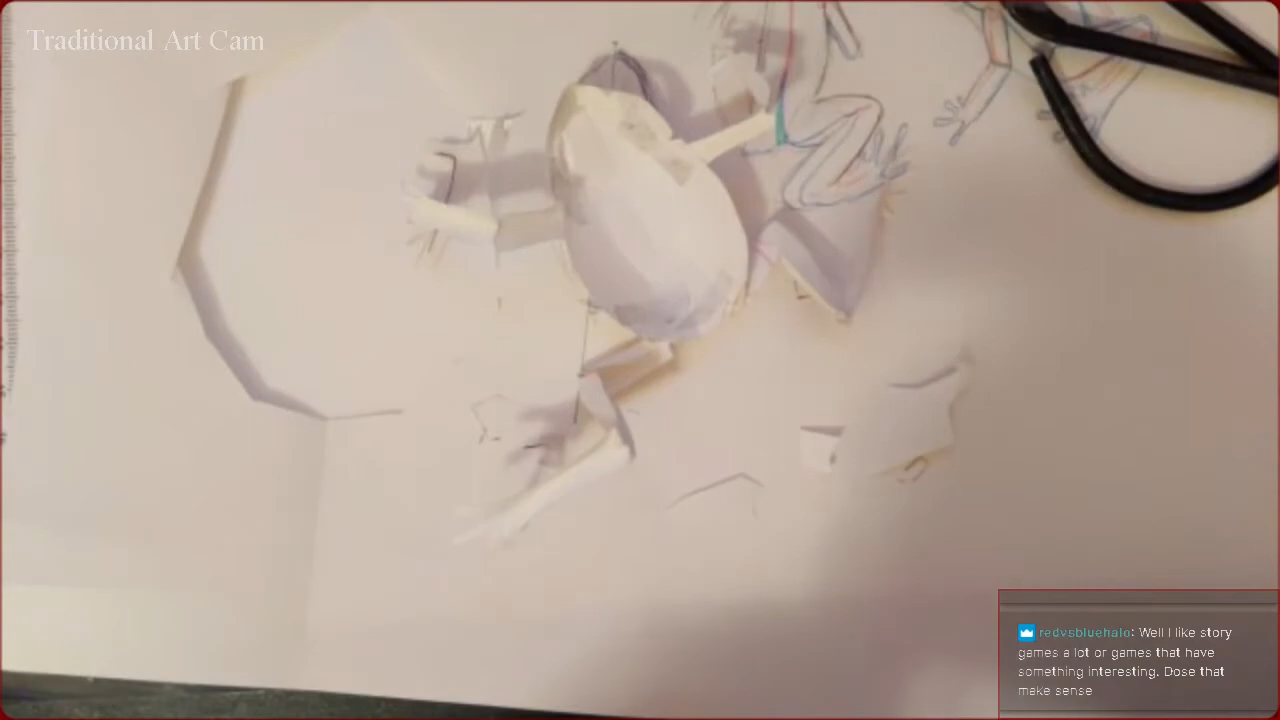 Traditional Art Cam
redvsbluehalo: Well I like story
games a lot or games that have
something interesting. Dose that
make sense